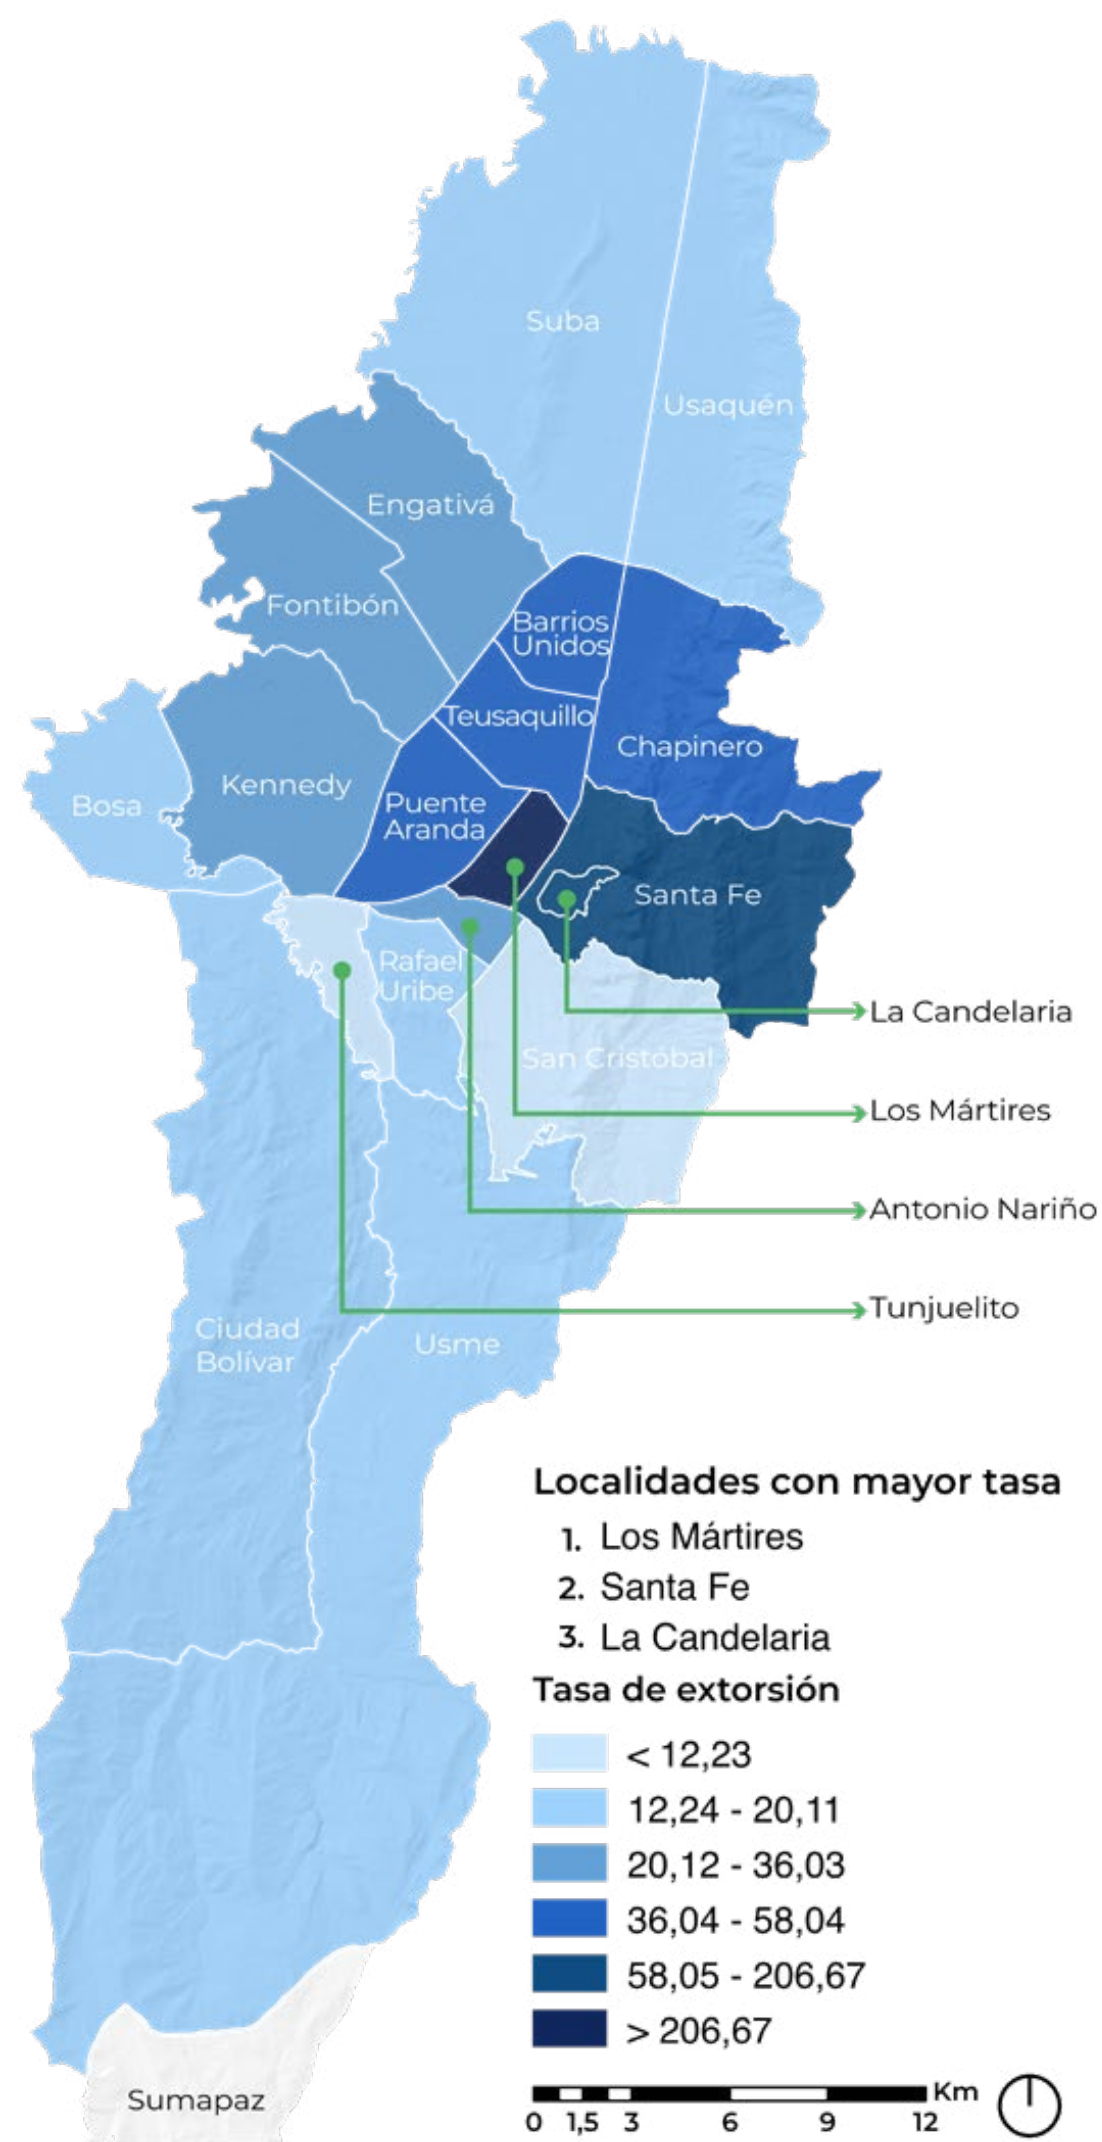 Suba
Usaquén
Engativá
Fontibón
Barrios
Unidos
Teusaquillo
Chapinero
Kennedy
Bosa
Puente
Aranda
Santa Fe
Rafael
Uribe
La Candelaria
San Cristóbal
Los Mártires
Antonio Nariño
Tunjuelito
Ciudad
Bolívar
Usme
Localidades con mayor tasa
1. Los Mártires
2. Santa Fe
3. La Candelaria
Tasa de extorsión
< 12,23
12,24 - 20,11
20,12 - 36,03
36,04 - 58,04
58,05 - 206,67
> 206,67
Sumapaz
Km
0 1,5 3 6 9 12